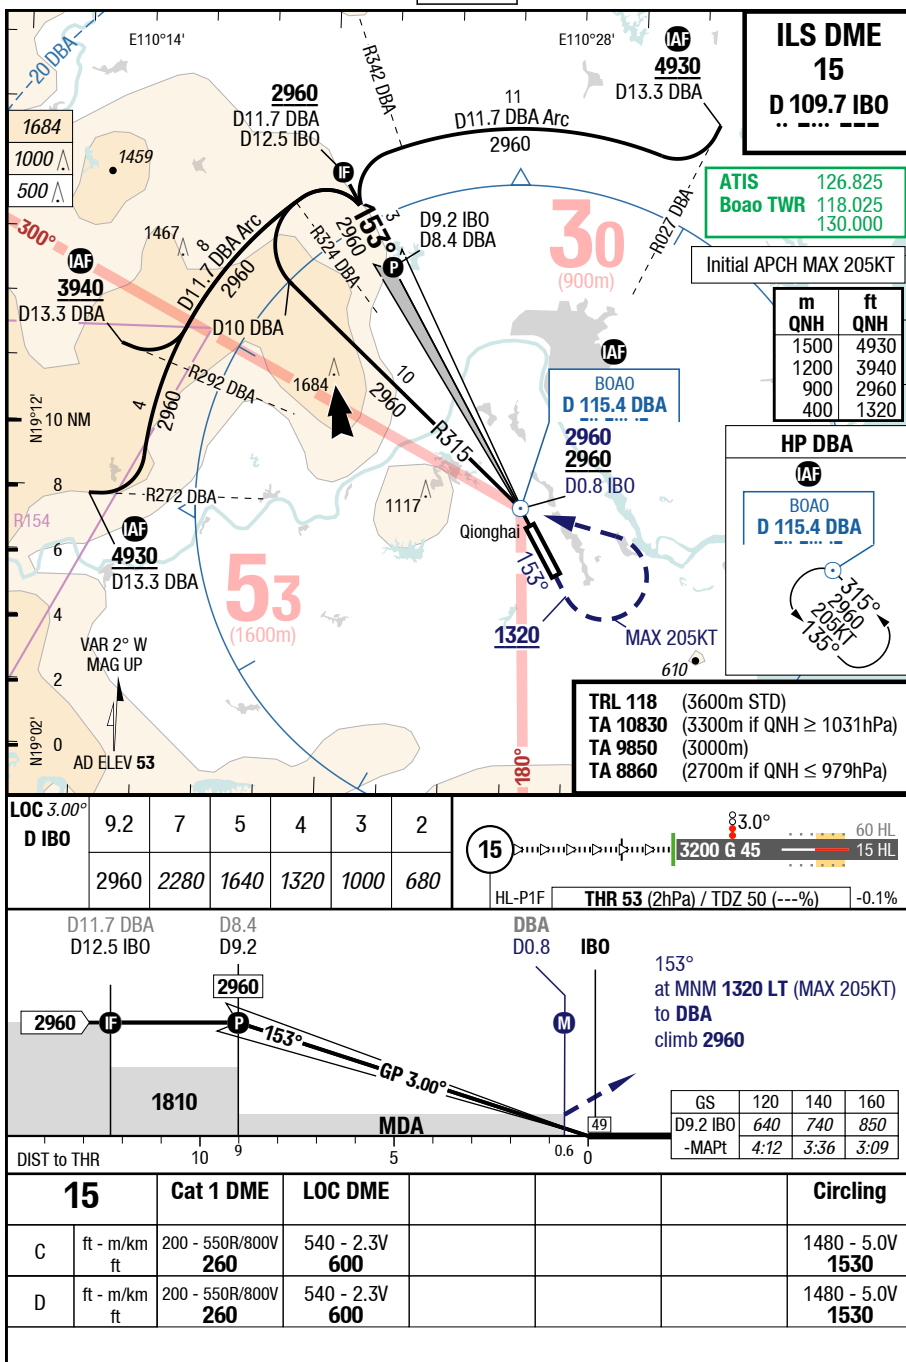 ILS DME
15
D 109.7 IBO
ATIS 126.825
Boao TWR 118.025
130.000
Initial APCH MAX 205KT
m ft
QNH QNH
1500 4930
1200 3940
900 2960
400 1320
HP DBA
IAF
BOAO
D 115.4 DBA
315°
2960
205KT
135°
20 DBA
E110°14'
E110°28'
IAF
4930
D13.3 DBA
2960
D11.7 DBA
D12.5 IBO
IF
R342 DBA
11
D11.7 DBA Arc
2960
1684
1000
500
1459
300°
1467
8
D11.7 DBA Arc
2960
IAF
3940
D13.3 DBA
R324 DBA
153°
3
2960
D9.2 IBO
D8.4 DBA
P
30
(900m)
R027 DBA
D10 DBA
R292 DBA
1684
10
2960
R315
IAF
BOAO
D 115.4 DBA
2960
2960
D0.8 IBO
N19°12'
10 NM
4
2960
8
R272 DBA
R154
IAF
4930
D13.3 DBA
1117
Qionghai
153°
6
53
(1600m)
4
1320
MAX 205KT
610
VAR 2° W
MAG UP
2
N19°02'
0
AD ELEV 53
180°
TRL 118 (3600m STD)
TA 10830 (3300m if QNH ≥ 1031hPa)
TA 9850 (3000m)
TA 8860 (2700m if QNH ≤ 979hPa)
LOC 3.00°
D IBO 9.2 7 5 4 3 2
2960 2280 1640 1320 1000 680
15
3.0°
3200 G 45
60 HL
15 HL
HL-P1F
THR 53 (2hPa) / TDZ 50 (---%)
-0.1%
D11.7 DBA
D12.5 IBO
D8.4
D9.2
DBA
D0.8
IBO
2960
2960
IF
P
153°
GP 3.00°
M
153°
at MNM 1320 LT (MAX 205KT)
to DBA
climb 2960
1810
MDA
49
DIST to THR 10 9 5 0.6 0
GS 120 140 160
D9.2 IBO 640 740 850
-MAPt 4:12 3:36 3:09
15 Cat 1 DME LOC DME Circling
C ft - m/km 200 - 550R/800V 540 - 2.3V 1480 - 5.0V
ft 260 600 1530
D ft - m/km 200 - 550R/800V 540 - 2.3V 1480 - 5.0V
ft 260 600 1530